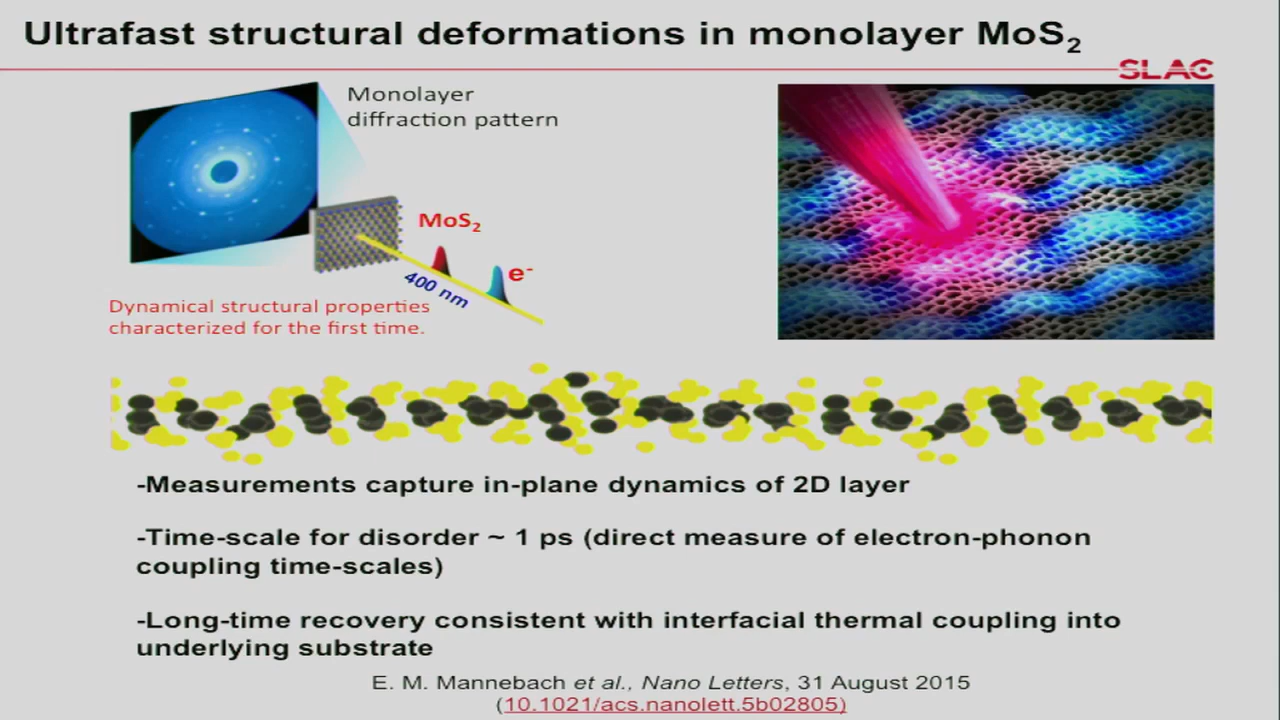 Ultrafast structural deformations in monolayer MoS₂
SLAC
Monolayer
diffraction pattern
MoS₂
e⁻
400 nm
Dynamical structural properties
characterized for the first time.
-Measurements capture in-plane dynamics of 2D layer
-Time-scale for disorder ~ 1 ps (direct measure of electron-phonon
coupling time-scales)
-Long-time recovery consistent with interfacial thermal coupling into
underlying substrate
E. M. Mannebach et al., Nano Letters, 31 August 2015
(10.1021/acs.nanolett.5b02805)